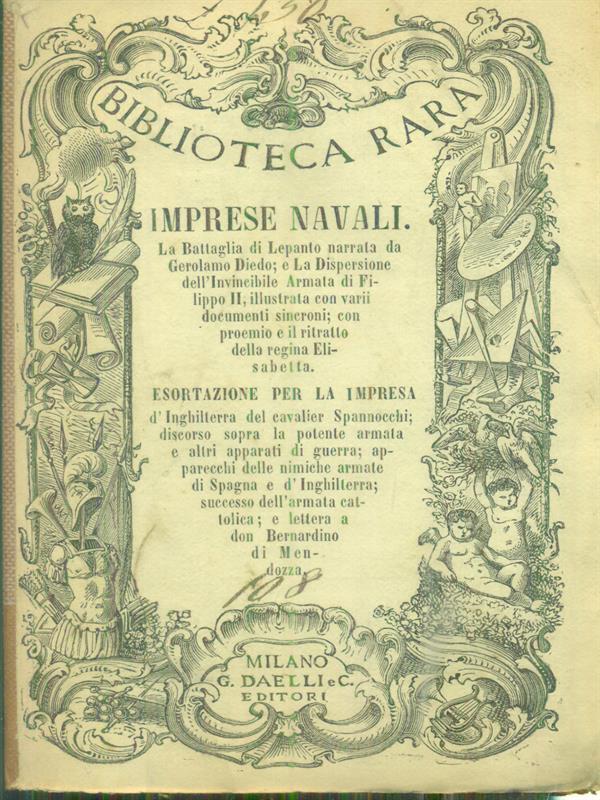 450
BIBLIOTECA RARA
IMPRESE NAVALI.
La Battaglia di Lepanto narrata da
Gerolamo Diedo; e La Dispersione
dell'Invincibile Armata di Fi-
lippo II, illustrata con varii
documenti sincroni; con
proemio e il ritratto
della regina Eli-
sabetta.
ESORTAZIONE PER LA IMPRESA
d'Inghilterra del cavalier Spannocchi;
discorso sopra la potente armata
e altri apparati di guerra; ap-
parecchi delle nimiche armate
di Spagna e d'Inghilterra;
successo dell'armata cat-
tolica; e lettera a
don Bernardino
di Men-
dozza.
108
MILANO
G. DAELLI e C.
EDITORI